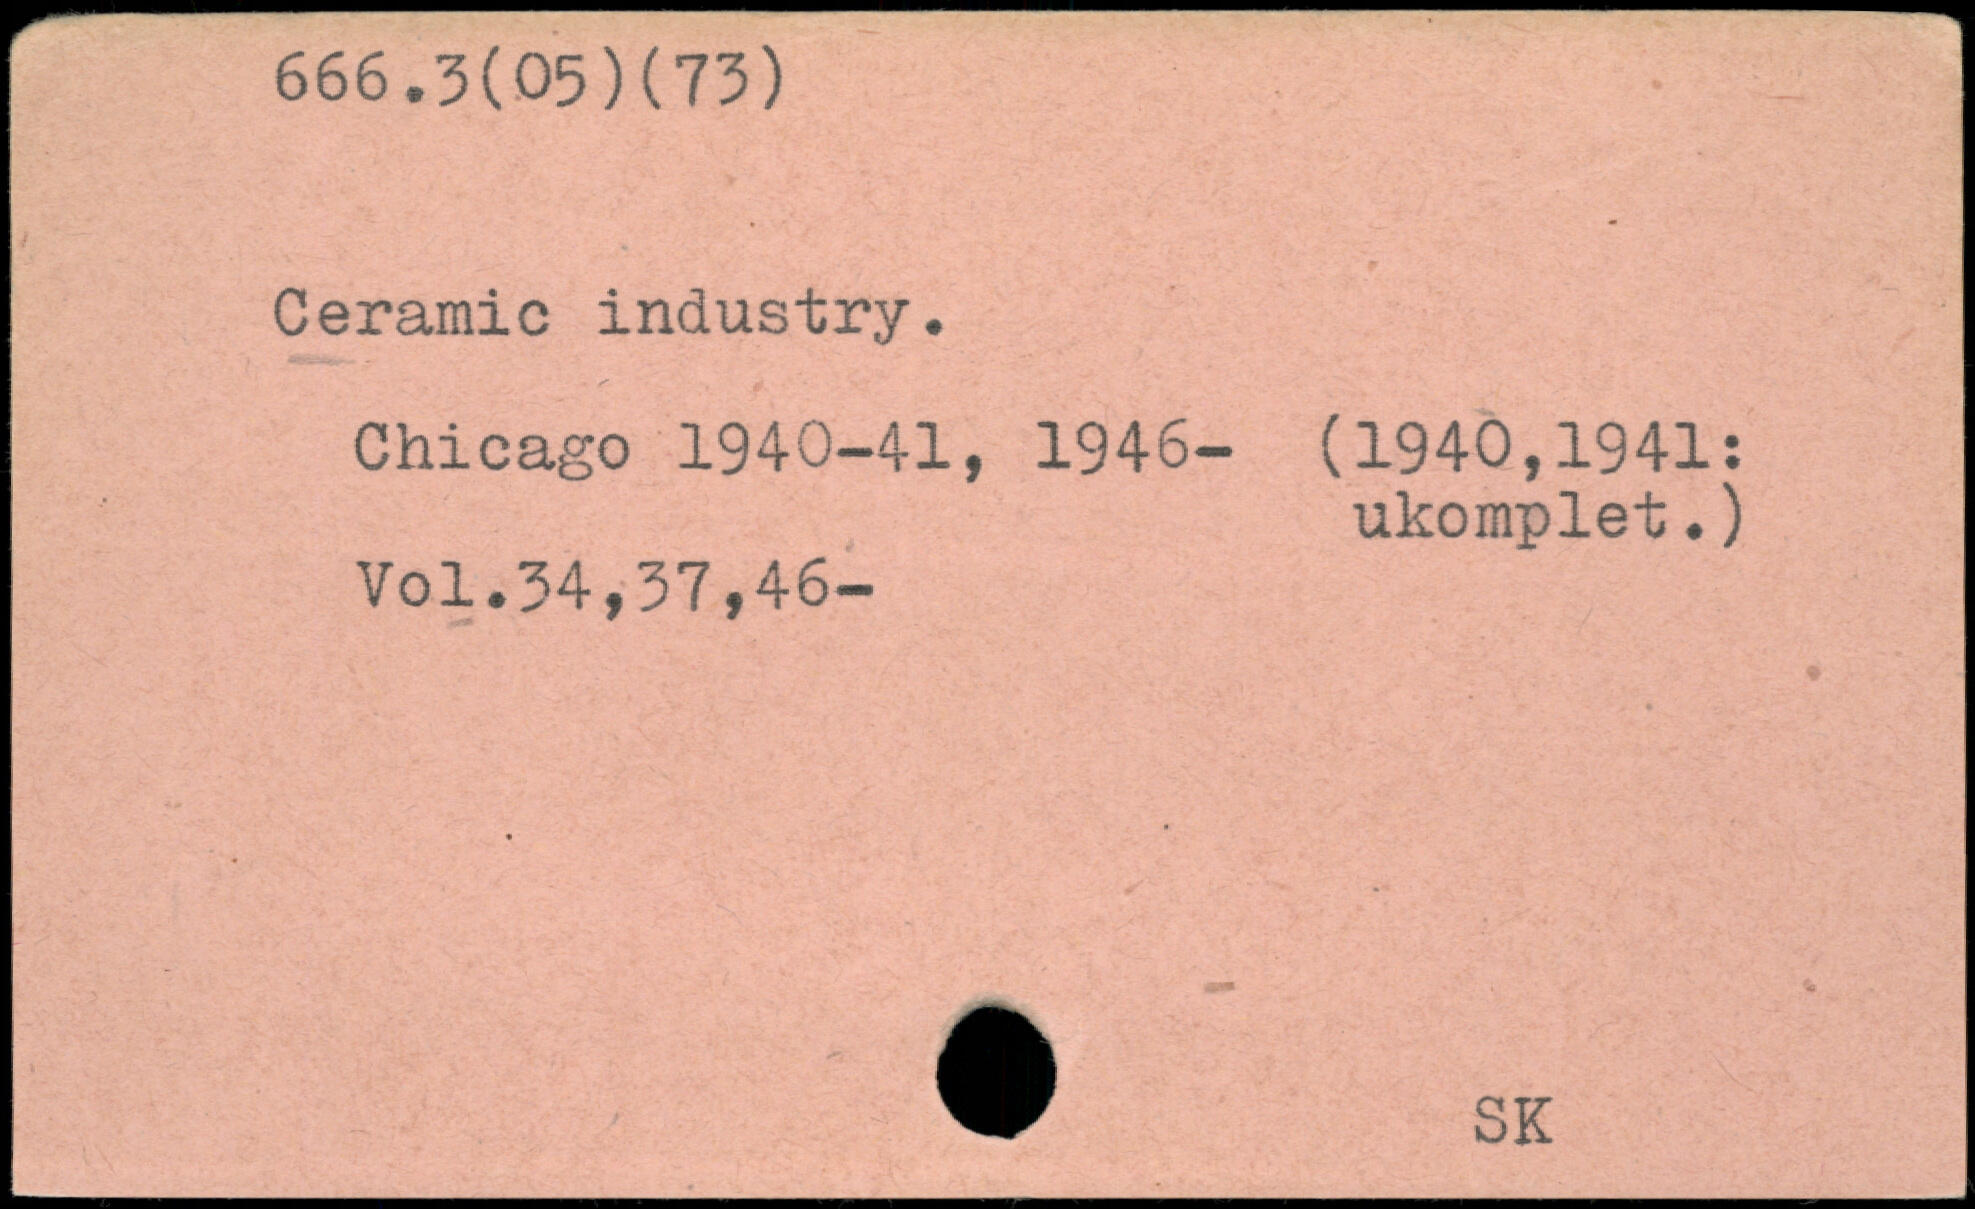 666.3(05)(73)
Ceramic industry.
Chicago 1940-41, 1946- (1940,1941:
ukomplet.)
Vol.34,37,46-
SK